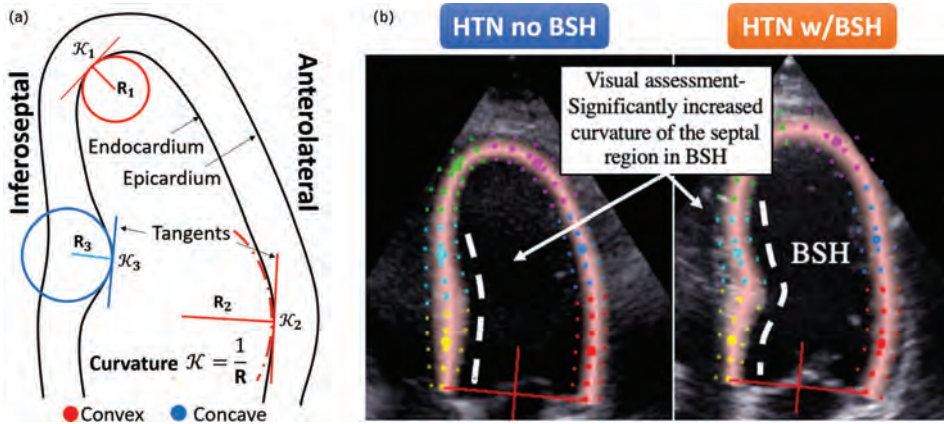 (a)
𝒦1
R1
Inferoseptal
Anterolateral
Endocardium
Epicardium
Tangents
R3
𝒦3
R2
𝒦2
Curvature 𝒦 = 1/R
Convex
Concave
(b)
HTN no BSH
HTN w/BSH
Visual assessment-
Significantly increased
curvature of the septal
region in BSH
BSH